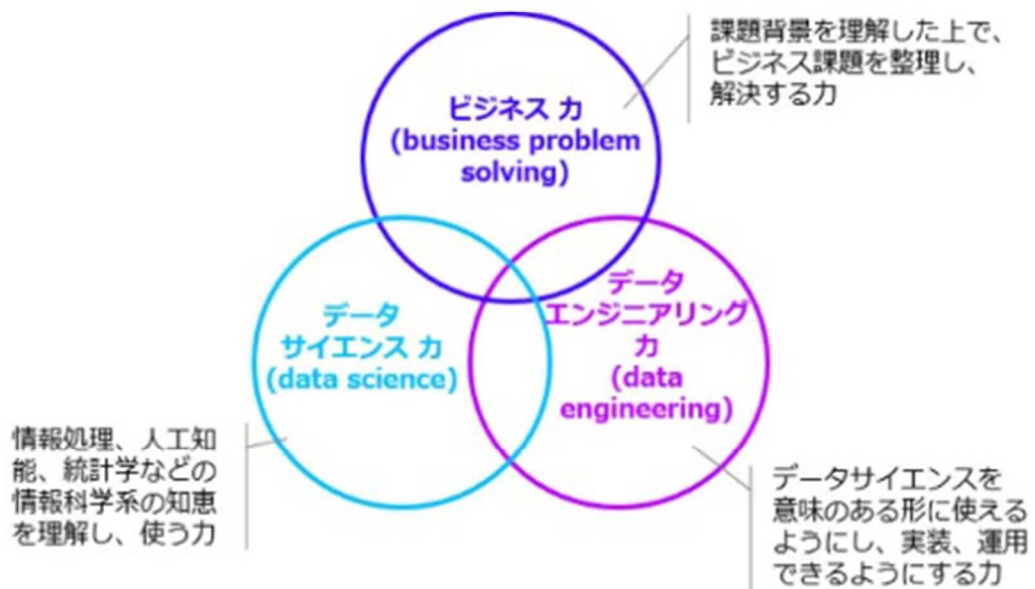 課題背景を理解した上で、
ビジネス課題を整理し、
解決する力
ビジネス 力
(business problem
solving)
データ
サイエンス 力
(data science)
データ
エンジニアリング
力
(data
engineering)
情報処理、人工知
能、統計学などの
情報科学系の知恵
を理解し、使う力
データサイエンスを
意味のある形に使える
ようにし、実装、運用
できるようにする力